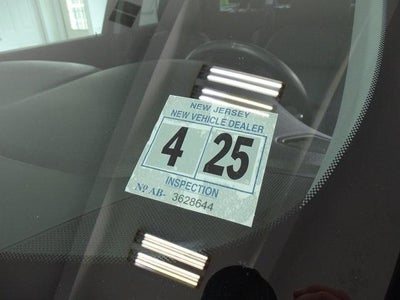 NEW JERSEY
NEW VEHICLE DEALER
4 25
INSPECTION
Nº AB- 3628644